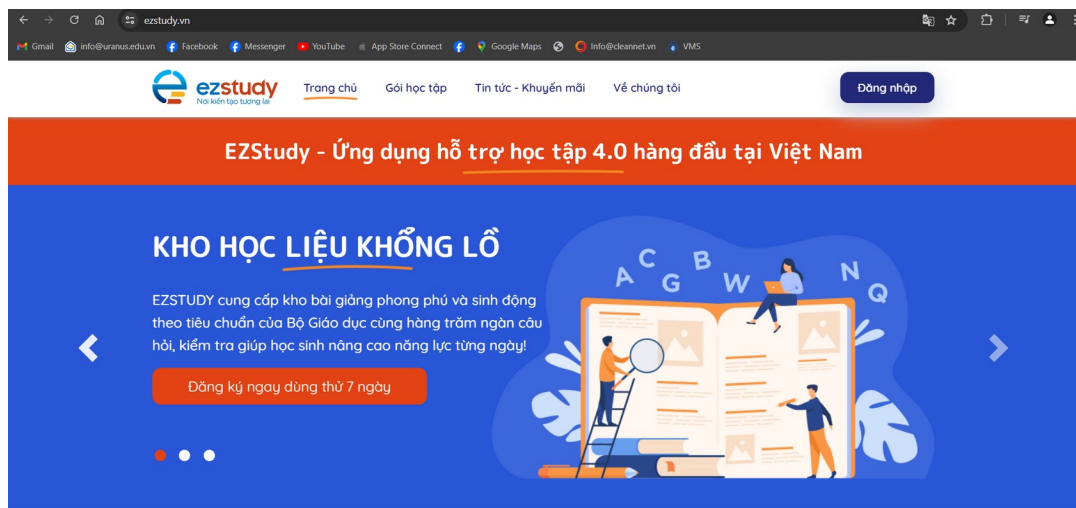 ezstudy.vn
Gmail info@uranus.edu.vn Facebook Messenger YouTube App Store Connect Google Maps Info@cleannet.vn VMS
ezstudy
Nơi kiến tạo tương lai
Trang chủ Gói học tập Tin tức - Khuyến mãi Về chúng tôi Đăng nhập
EZStudy - Ứng dụng hỗ trợ học tập 4.0 hàng đầu tại Việt Nam
KHO HỌC LIỆU KHỔNG LỒ
EZSTUDY cung cấp kho bài giảng phong phú và sinh động
theo tiêu chuẩn của Bộ Giáo dục cùng hàng trăm ngàn câu
hỏi, kiểm tra giúp học sinh nâng cao năng lực từng ngày!
Đăng ký ngay dùng thử 7 ngày
A C G B W N Q